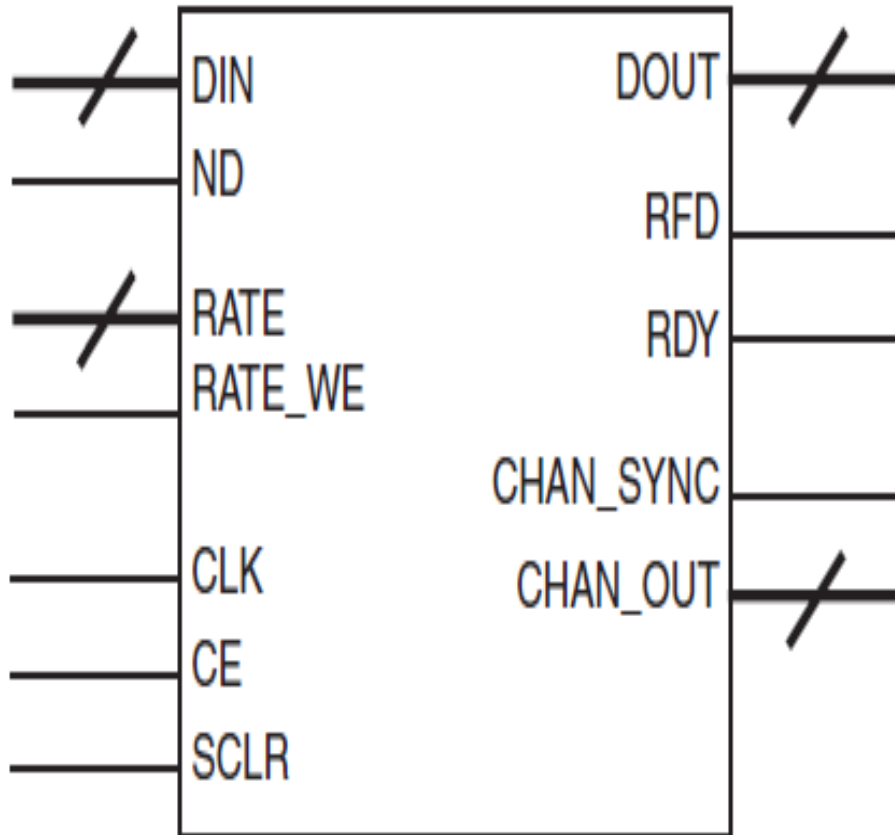 DIN
ND
RATE
RATE_WE
CLK
CE
SCLR
DOUT
RFD
RDY
CHAN_SYNC
CHAN_OUT